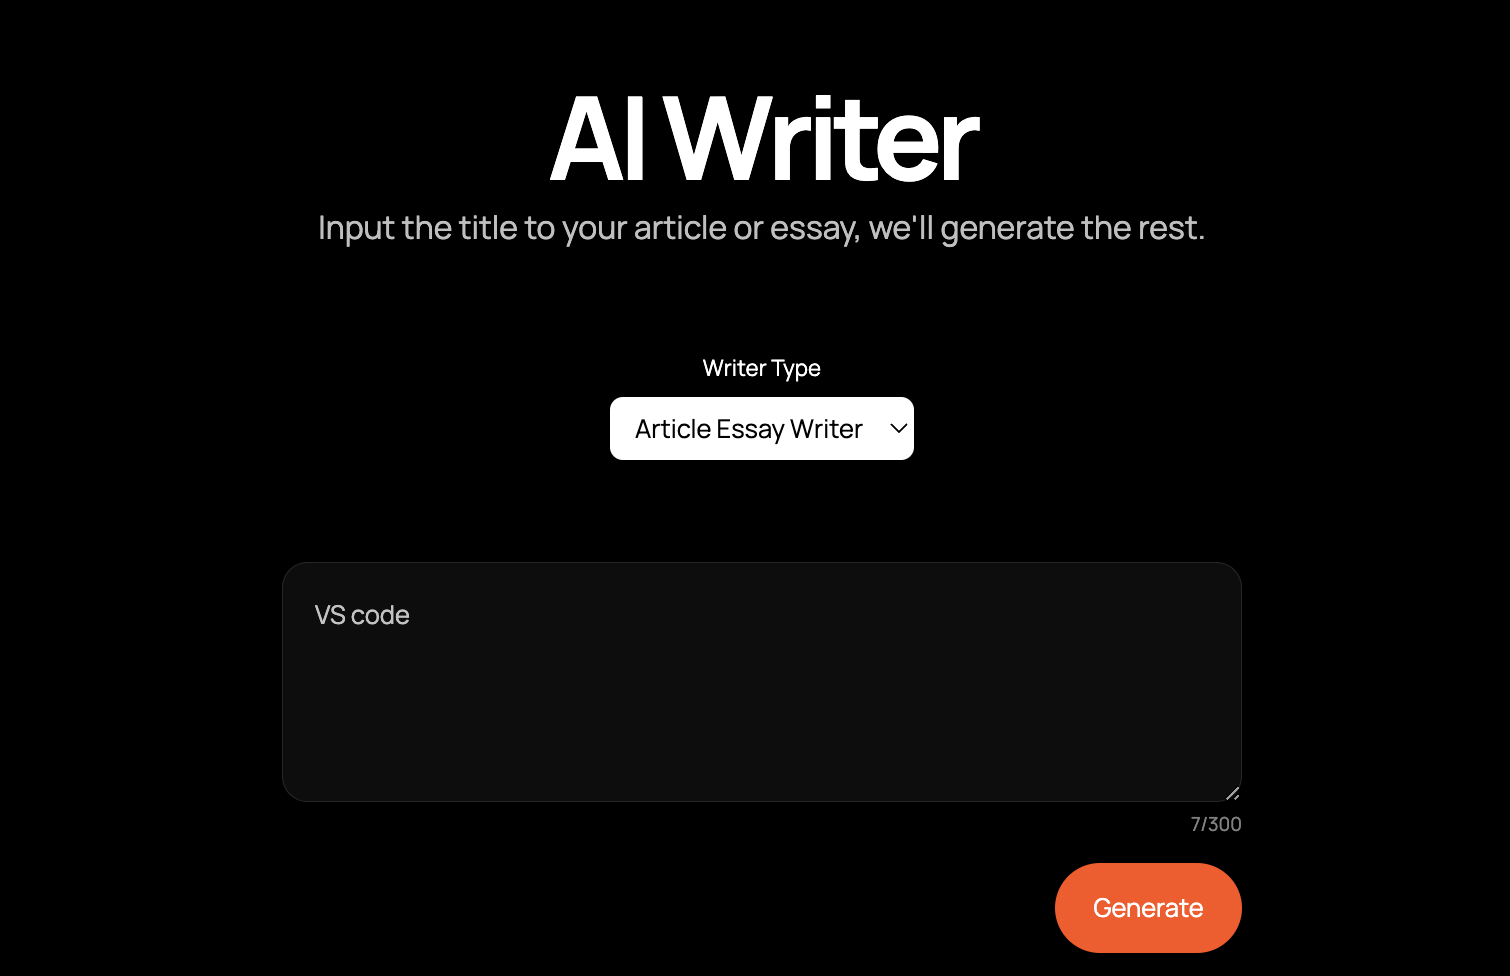 AI Writer
Input the title to your article or essay, we'll generate the rest.
Writer Type
Article Essay Writer
VS code
7/300
Generate